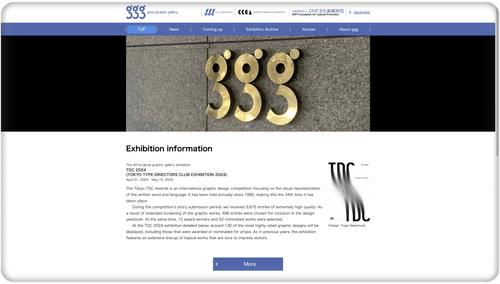 ggg
ginza graphic gallery
DNP文化振興財団
DNP Foundation for Cultural Promotion
Japanese
TOP
News
Coming up
Exhibition Archive
Access
About ggg
ggg
Exhibition information
The 401st ginza graphic gallery exhibition
TDC 2024
(TOKYO TYPE DIRECTORS CLUB EXHIBITION 2024)
April 01, 2024 - May 15, 2024
The Tokyo TDC Awards is an international graphic design competition focusing on the visual representation
of the written word and language. It has been held annually since 1990, making this the 34th time it has
taken place.
During the competition's entry submission period, we received 3,675 entries of extremely high quality. As
a result of extended screening of the graphic works, 486 entries were chosen for inclusion in the design
yearbook. At the same time, 10 award winners and 52 nominated works were selected.
At the TDC 2024 exhibition detailed below, around 130 of the most highly rated graphic designs will be
displayed, including those that were awarded or nominated for prizes. As in previous years, the exhibition
features an extensive line-up of topical works that are sure to impress visitors.
TDC
TDC
Design: Yugo Nakamura
More